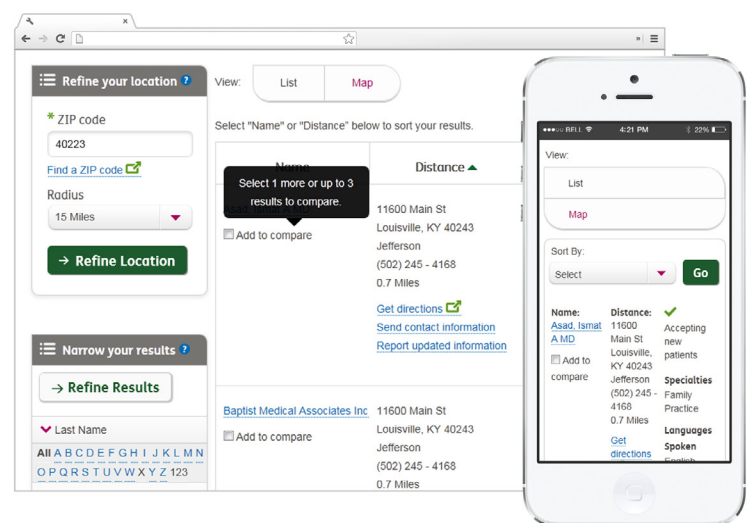 Refine your location ?
* ZIP code
40223
Find a ZIP code
Radius
15 Miles
→ Refine Location
Narrow your results ?
→ Refine Results
Last Name
All A B C D E F G H I J K L M N
O P Q R S T U V W X Y Z 123
View: List Map
Select "Name" or "Distance" below to sort your results.
Name Distance
Select 1 more or up to 3
results to compare.
Asad, Ismat A MD
Add to compare
11600 Main St
Louisville, KY 40243
Jefferson
(502) 245 - 4168
0.7 Miles
Get directions
Send contact information
Report updated information
Baptist Medical Associates Inc
Add to compare
11600 Main St
Louisville, KY 40243
Jefferson
(502) 245 - 4168
0.7 Miles
BELL 4:21 PM 22%
View:
List
Map
Sort By:
Select Go
Name:
Asad, Ismat
A MD
Add to
compare
Distance:
11600
Main St
Louisville,
KY 40243
Jefferson
(502) 245 -
4168
0.7 Miles
Get
directions
Accepting
new
patients
Specialties
Family
Practice
Languages
Spoken
English